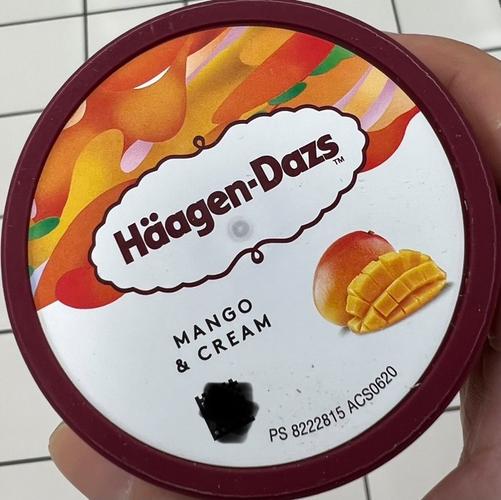 Häagen-Dazs™
MANGO
& CREAM
PS 8222815 ACS0620